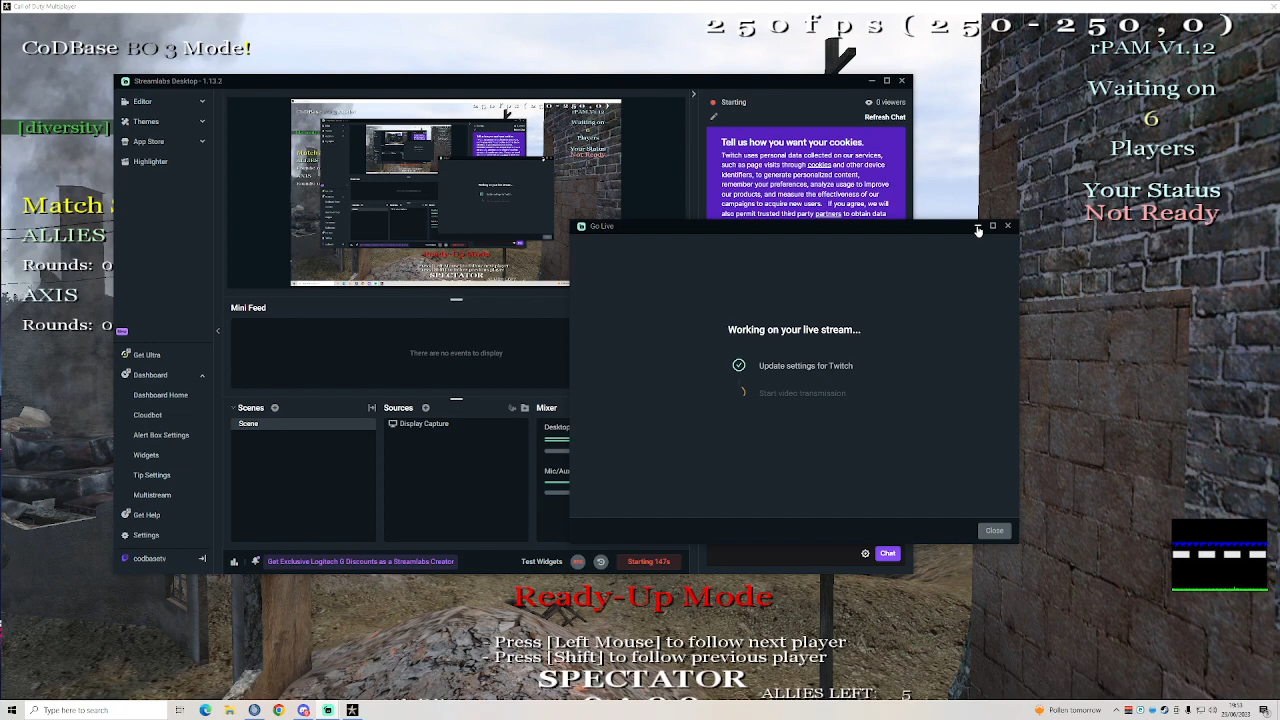 Call of Duty Multiplayer
250fps(250-250,0)
CoDBase BO 3 Mode!
rPAM V1.12
Waiting on
6
Players
Your Status
Not Ready
[diversity]
Match
ALLIES
Rounds: 0
AXIS
Rounds: 0
Streamlabs Desktop - 1.13.2
Editor
Themes
App Store
Highlighter
New
Get Ultra
Dashboard
Dashboard Home
Cloudbot
Alert Box Settings
Widgets
Tip Settings
Multistream
Get Help
Settings
codbasetv
Starting
0 viewers
Refresh Chat
Tell us how you want your cookies.
Twitch uses personal data collected on our services,
such as page visits through cookies and other device
identifiers, to generate personalized content,
remember your preferences, analyze usage to improve
our products, and measure the effectiveness of our
campaigns to acquire new users. If you agree, we will
also permit trusted third party partners to obtain data
Go Live
Working on your live stream...
Update settings for Twitch
Start video transmission
Close
Mini Feed
There are no events to display
Scenes
Scene
Sources
Display Capture
Mixer
Desktop
Mic/Aux
Get Exclusive Logitech G Discounts as a Streamlabs Creator
Test Widgets
REC
Starting 147s
Chat
Ready-Up Mode
- Press [Left Mouse] to follow next player
- Press [Shift] to follow previous player
SPECTATOR
ALLIES LEFT: 5
Type here to search
Pollen tomorrow
19:53